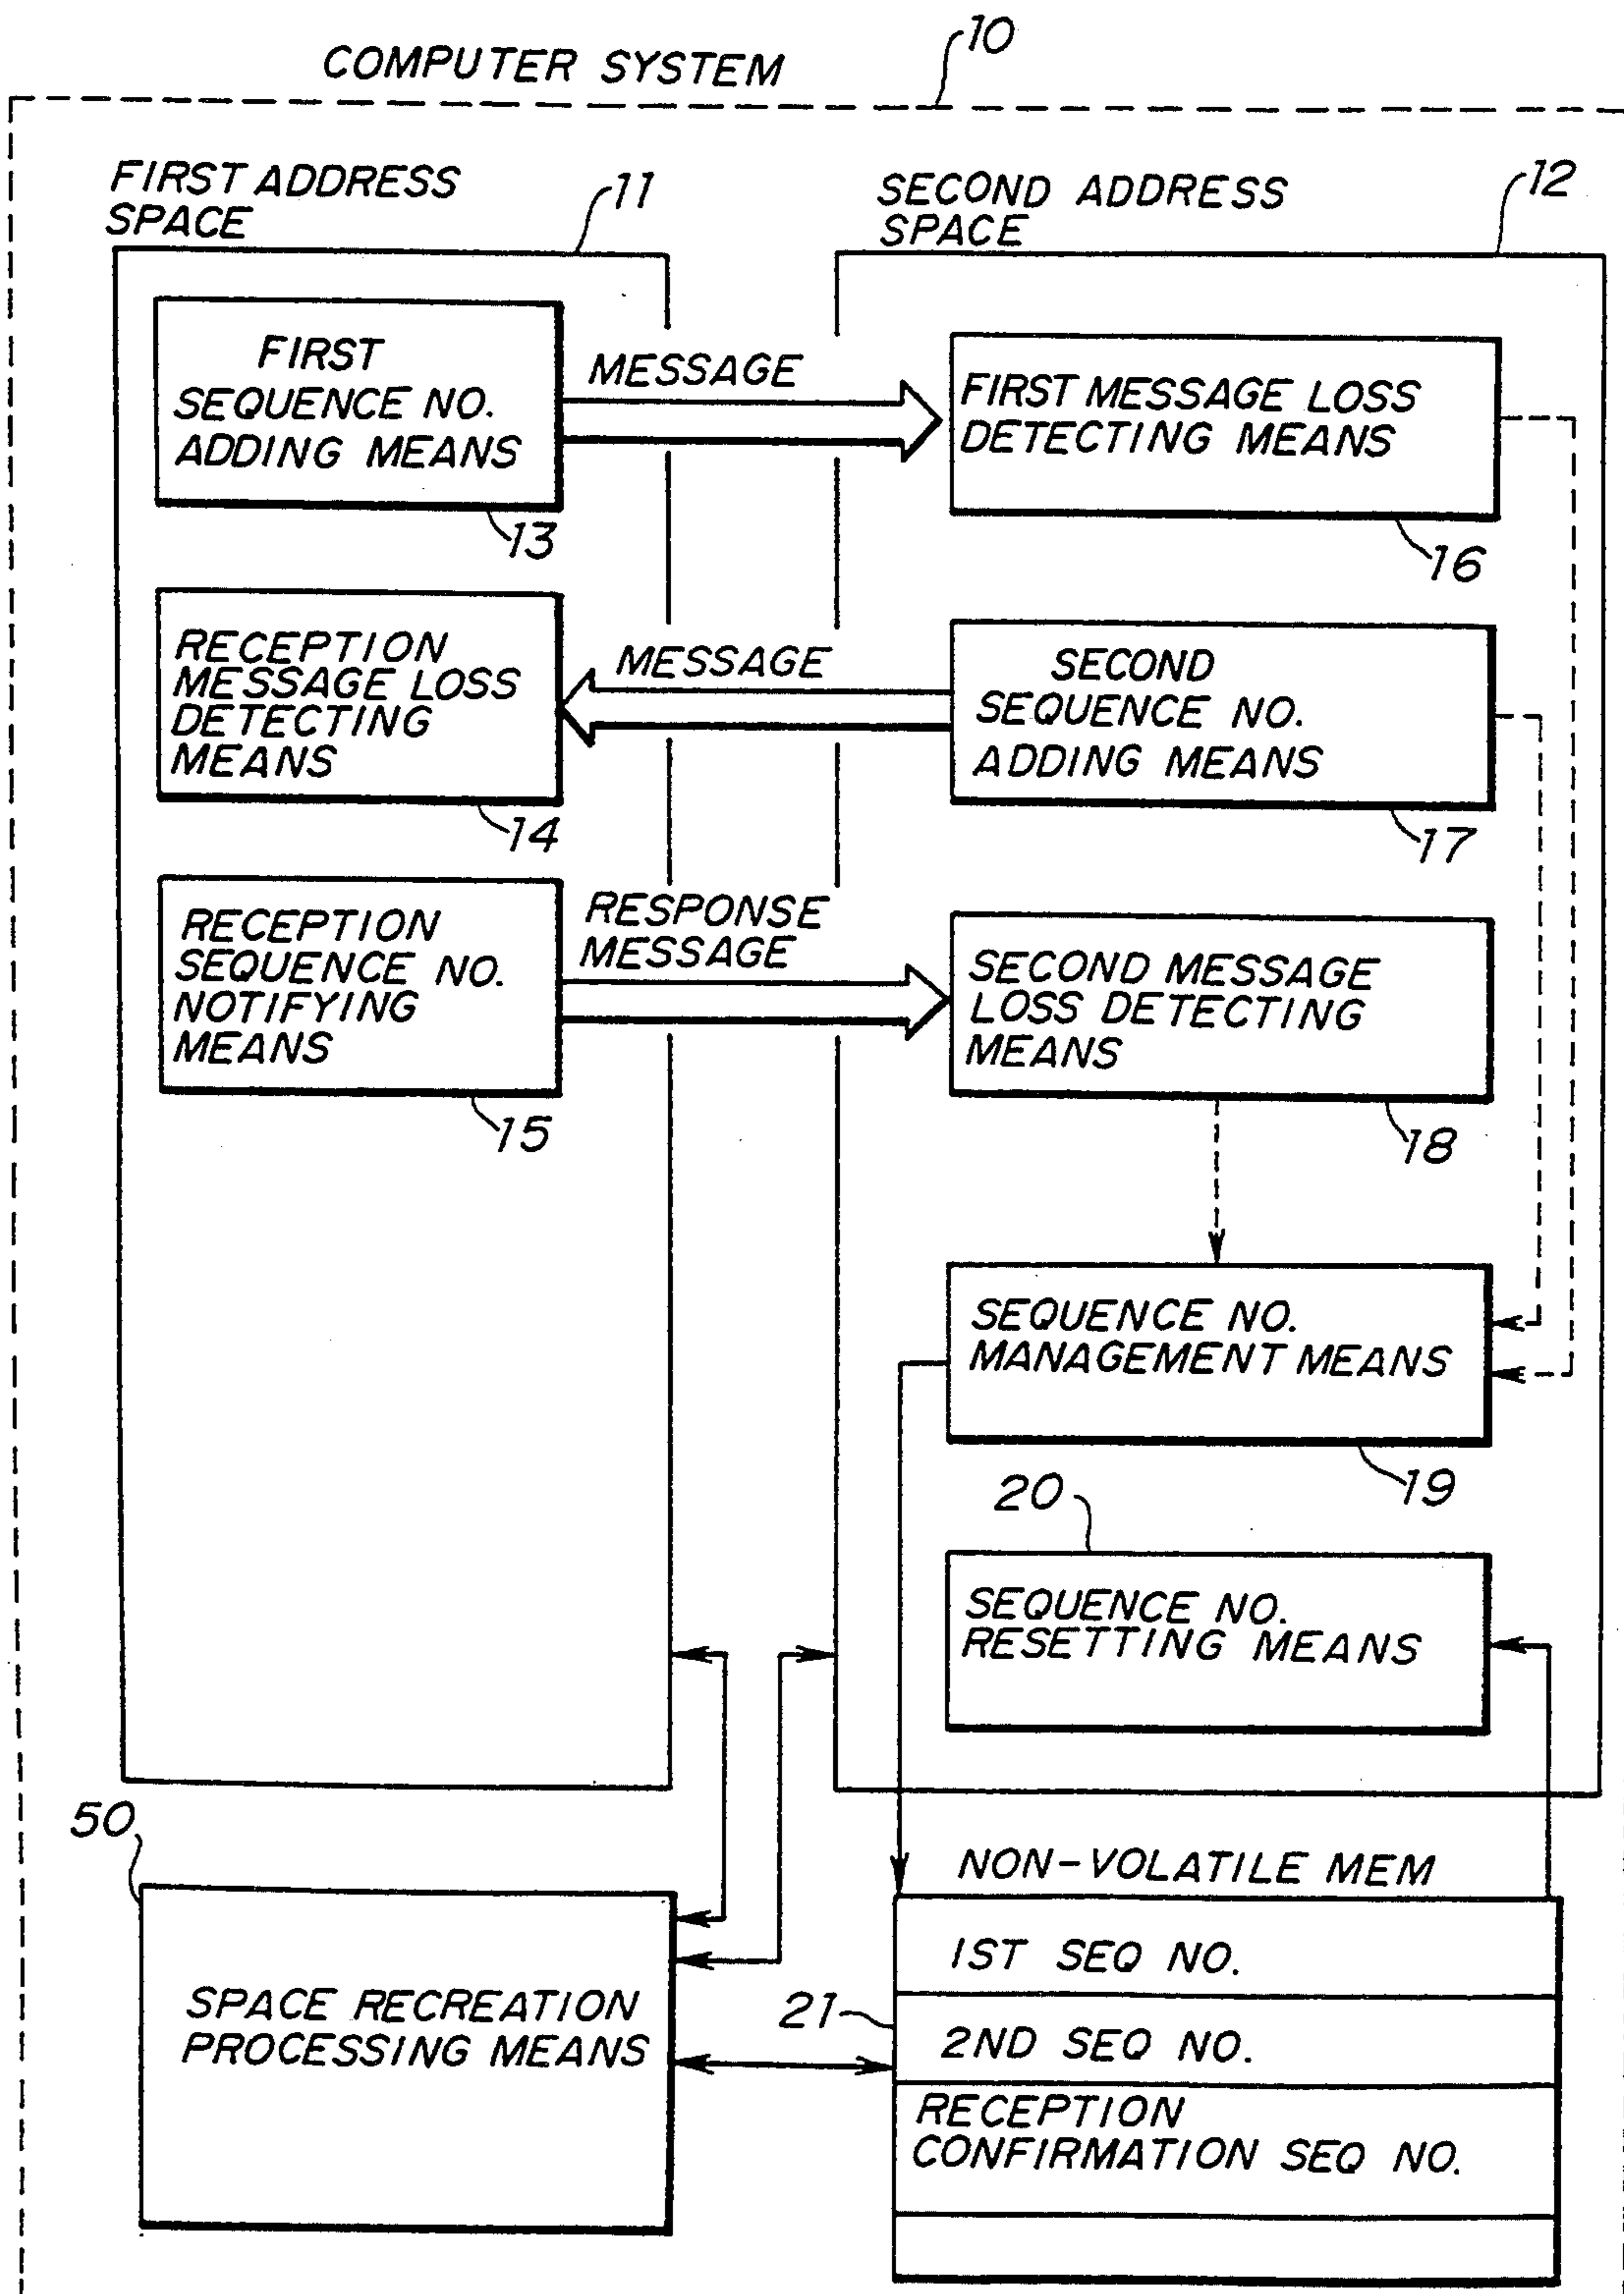 COMPUTER SYSTEM
10
FIRST ADDRESS
SPACE
11
SECOND ADDRESS
SPACE
12
FIRST
SEQUENCE NO.
ADDING MEANS
13
MESSAGE
FIRST MESSAGE LOSS
DETECTING MEANS
16
RECEPTION
MESSAGE LOSS
DETECTING
MEANS
14
MESSAGE
SECOND
SEQUENCE NO.
ADDING MEANS
17
RECEPTION
SEQUENCE NO.
NOTIFYING
MEANS
15
RESPONSE
MESSAGE
SECOND MESSAGE
LOSS DETECTING
MEANS
18
SEQUENCE NO.
MANAGEMENT MEANS
19
20
SEQUENCE NO.
RESETTING MEANS
50
SPACE RECREATION
PROCESSING MEANS
NON-VOLATILE MEM
21
1ST SEQ NO.
2ND SEQ NO.
RECEPTION
CONFIRMATION SEQ NO.